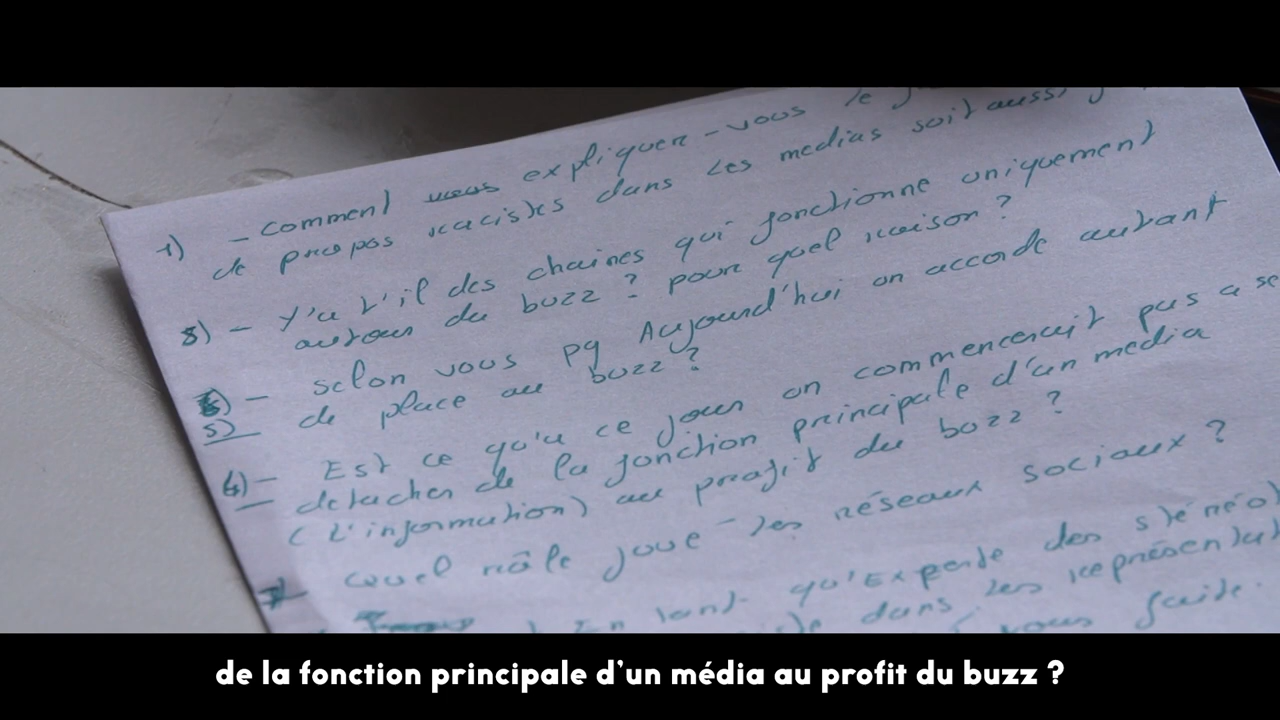 1) - comment vous expliquer - vous le
de propos racistes dans les medias soit aussi
8) - Y'a t'il des chaines qui fonctionne uniquement
autour du buzz ? pour quel raison ?
5) - selon vous pq Aujourd'hui on accorde autant
de place au buzz ?
6) - Est ce qu'a ce jour on commencerait pas a se
detacher de la fonction principale d'un media
(L'information) au profit du buzz ?
Quel rôle joue les réseaux sociaux ?
En tant qu'Experte des
dans les
vous faite.
de la fonction principale d'un média au profit du buzz ?